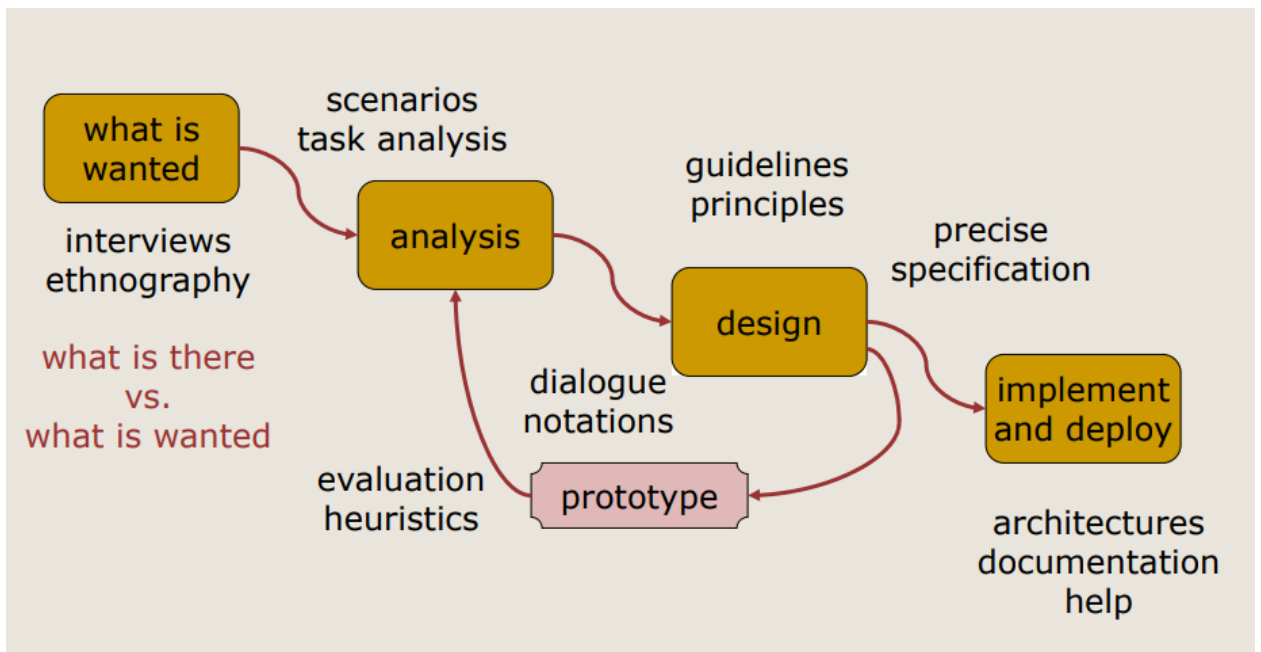 what is
wanted
interviews
ethnography
what is there
vs.
what is wanted
scenarios
task analysis
analysis
guidelines
principles
design
precise
specification
implement
and deploy
architectures
documentation
help
dialogue
notations
prototype
evaluation
heuristics